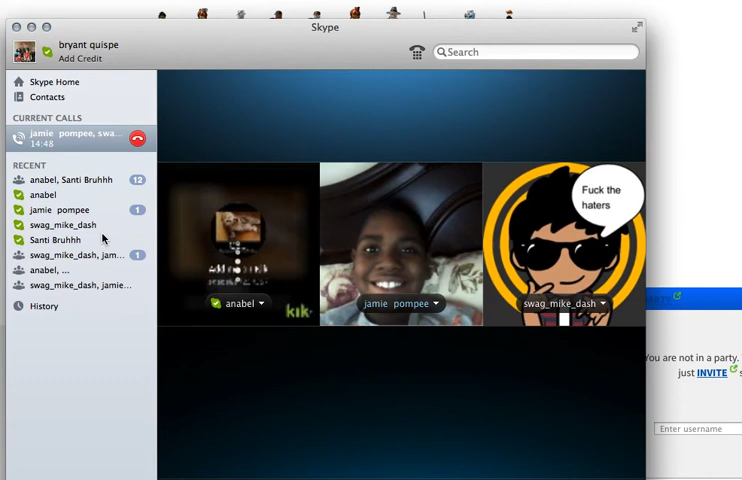 Skype
bryant quispe
Add Credit
Search
Skype Home
Contacts
CURRENT CALLS
jamie pompee, swa...
14:48
RECENT
anabel, Santi Bruhhh 12
anabel
jamie pompee 1
swag_mike_dash
Santi Bruhhh
swag_mike_dash, jam... 1
anabel, ...
swag_mike_dash, jamie...
History
Fuck the
haters
anabel
kik
jamie pompee
swag_mike_dash
You are not in a party.
just INVITE
Enter username